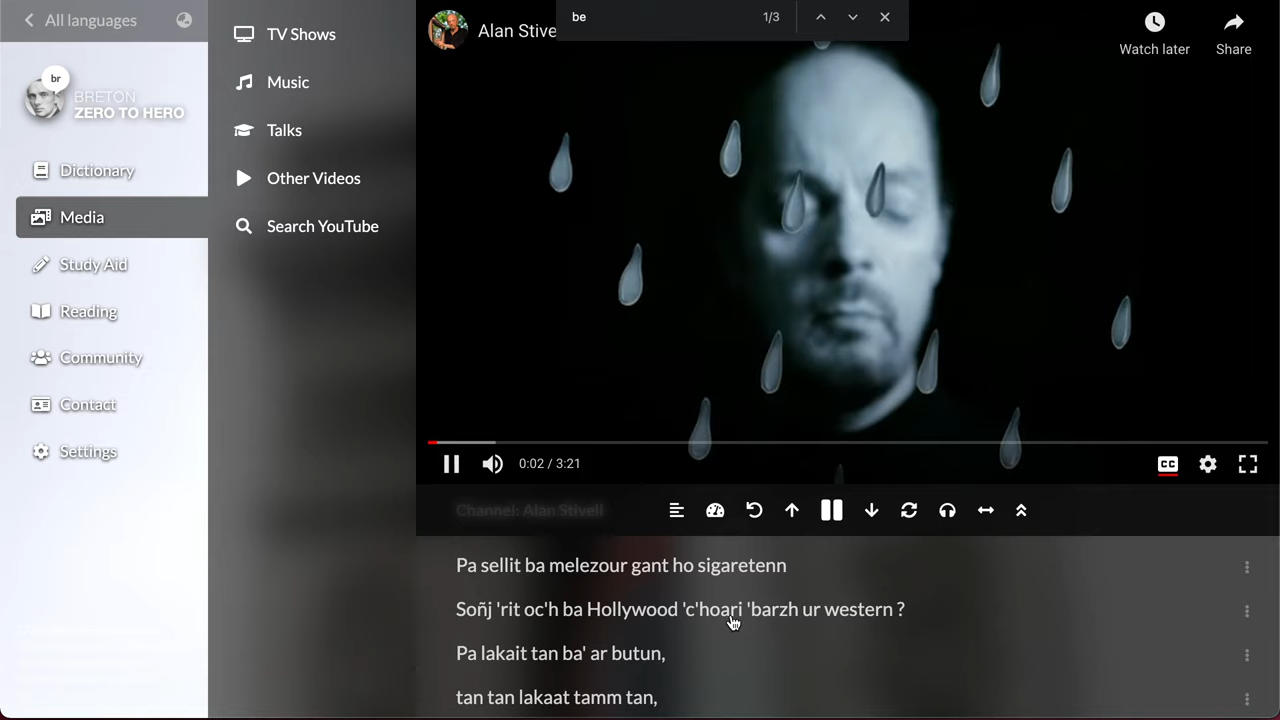 All languages
br
BRETON
ZERO TO HERO
Dictionary
Media
Study Aid
Reading
Community
Contact
Settings
TV Shows
Music
Talks
Other Videos
Search YouTube
Alan Stive
be
1/3
Watch later
Share
0:02 / 3:21
CC
Channel: Alan Stivell
Pa sellit ba melezour gant ho sigaretenn
Soñj 'rit oc'h ba Hollywood 'c'hoari 'barzh ur western ?
Pa lakait tan ba' ar butun,
tan tan lakaat tamm tan,